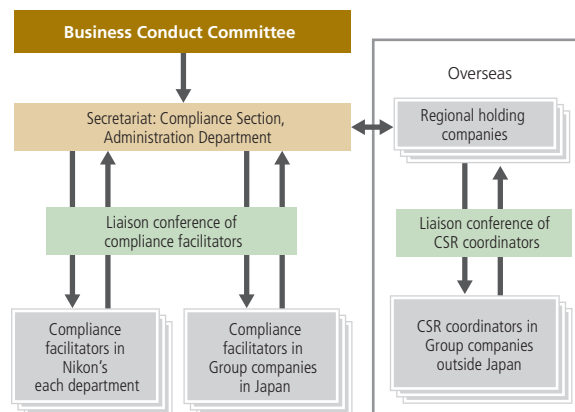 Business Conduct Committee
Overseas
Secretariat: Compliance Section,
Administration Department
Regional holding
companies
Liaison conference of
compliance facilitators
Liaison conference of
CSR coordinators
Compliance
facilitators in
Nikon's
each department
Compliance
facilitators in
Group companies
in Japan
CSR coordinators in
Group companies
outside Japan